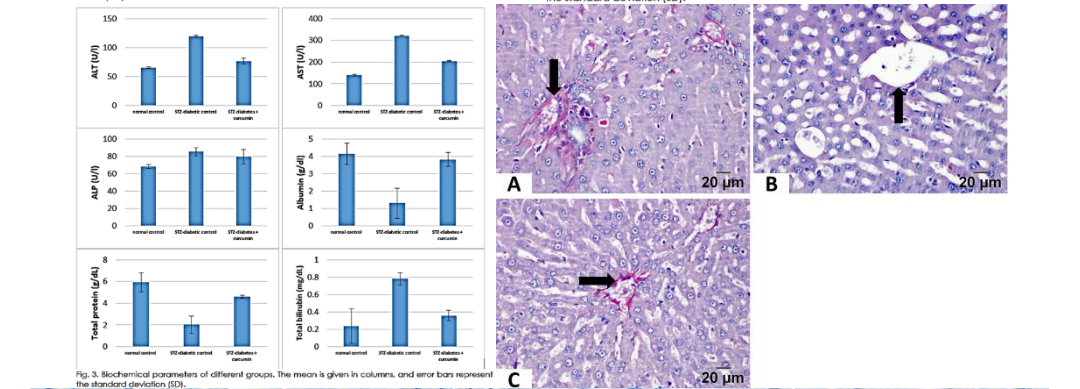 the standard deviation (SD).
150
100
50
0
ALT (U/l)
normal control STZ-diabetic control STZ-diabetes + curcumin
400
300
200
100
0
AST (U/l)
normal control STZ-diabetic control STZ-diabetes + curcumin
100
80
60
40
20
0
ALP (U/l)
normal control STZ-diabetic control STZ-diabetes + curcumin
5
4
3
2
1
0
Albumin (g/dl)
normal control STZ-diabetic control STZ-diabetes + curcumin
8
6
4
2
0
Total protein (g/dL)
normal control STZ-diabetic control STZ-diabetes + curcumin
1
0.8
0.6
0.4
0.2
0
Total bilirubin (mg/dL)
normal control STZ-diabetic control STZ-diabetes + curcumin
Fig. 3. Biochemical parameters of different groups. The mean is given in columns, and error bars represent
the standard deviation (SD).
A
20 µm
B
20 µm
C
20 µm